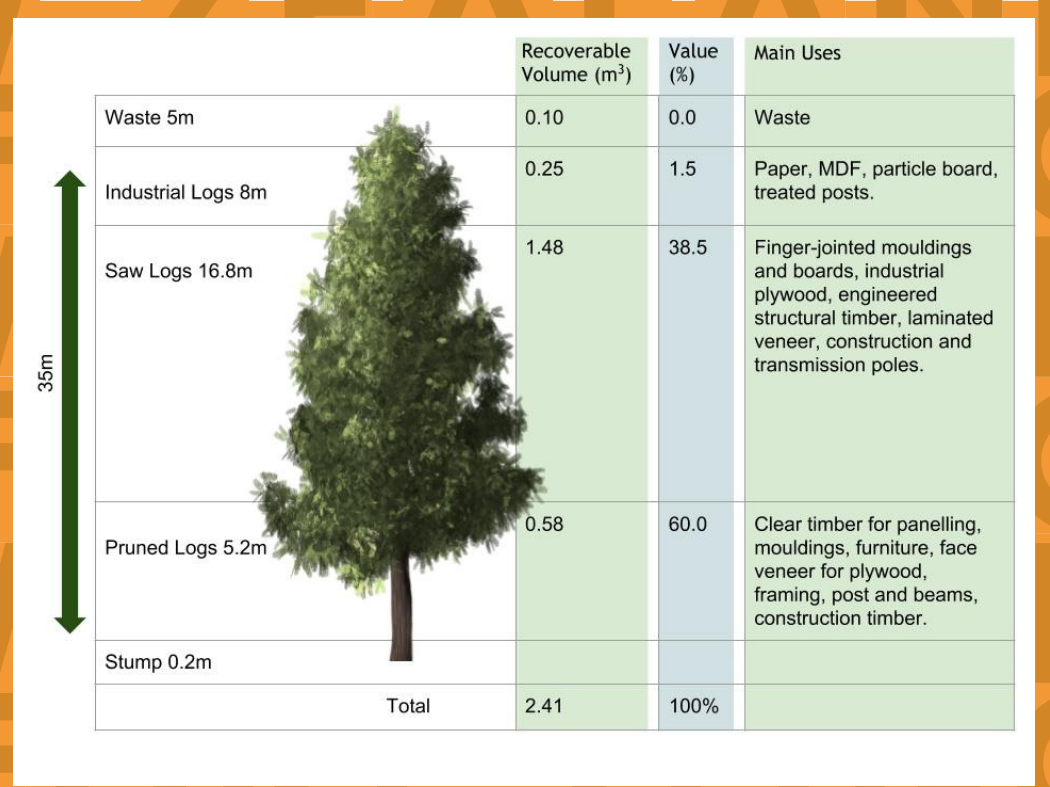 Recoverable
Volume (m³)
Value
(%)
Main Uses
Waste 5m
0.10
0.0
Waste
Industrial Logs 8m
0.25
1.5
Paper, MDF, particle board,
treated posts.
Saw Logs 16.8m
1.48
38.5
Finger-jointed mouldings
and boards, industrial
plywood, engineered
structural timber, laminated
veneer, construction and
transmission poles.
35m
Pruned Logs 5.2m
0.58
60.0
Clear timber for panelling,
mouldings, furniture, face
veneer for plywood,
framing, post and beams,
construction timber.
Stump 0.2m
Total
2.41
100%